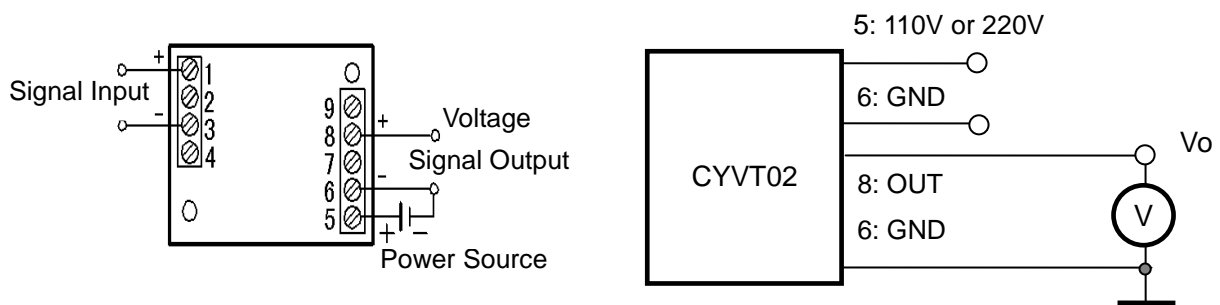 Signal Input
+
-
1
2
3
4
9
8
7
6
5
+
-
+ -
Voltage
Signal Output
Power Source
CYVT02
5: 110V or 220V
6: GND
8: OUT
6: GND
Vo
V